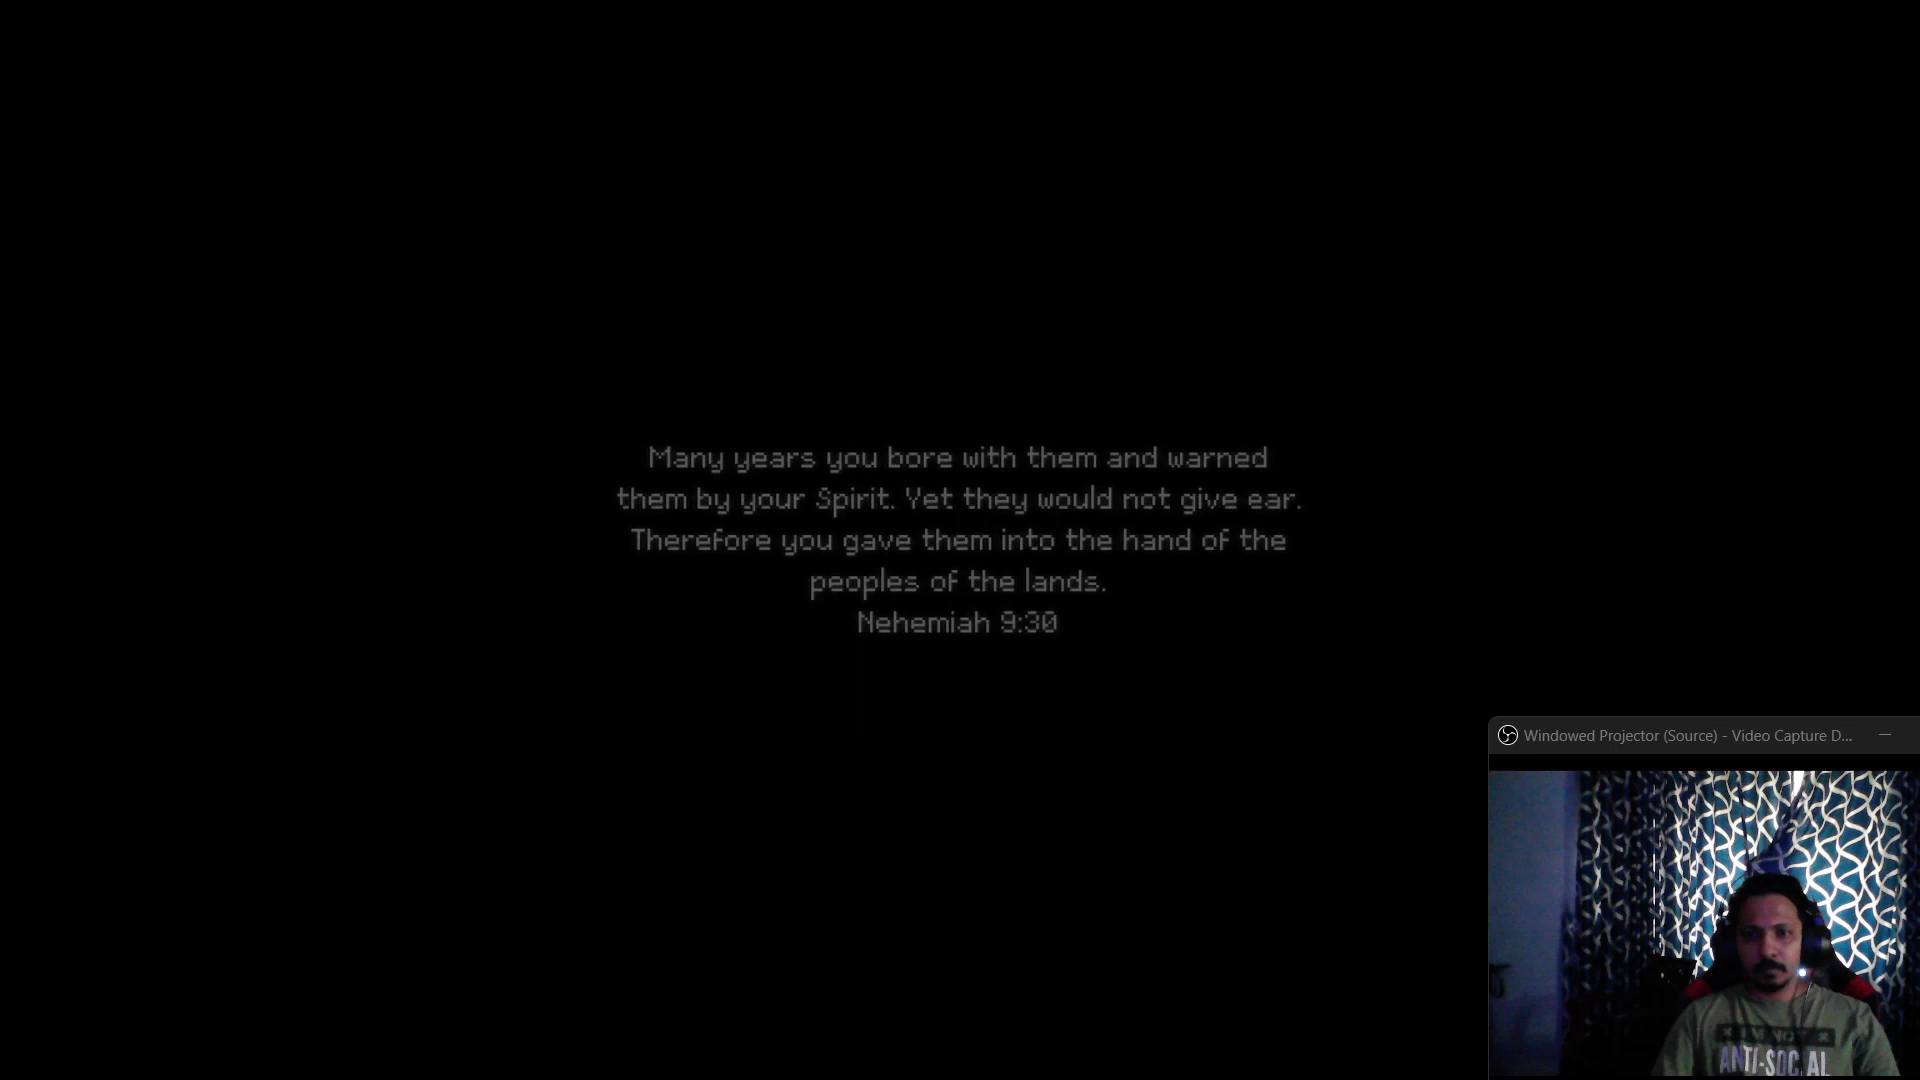 Many years you bore with them and warned
them by your Spirit. Yet they would not give ear.
Therefore you gave them into the hand of the
peoples of the lands.
Nehemiah 9:30
Windowed Projector (Source) - Video Capture D...
I'M NOT
ANTI-SOCIAL